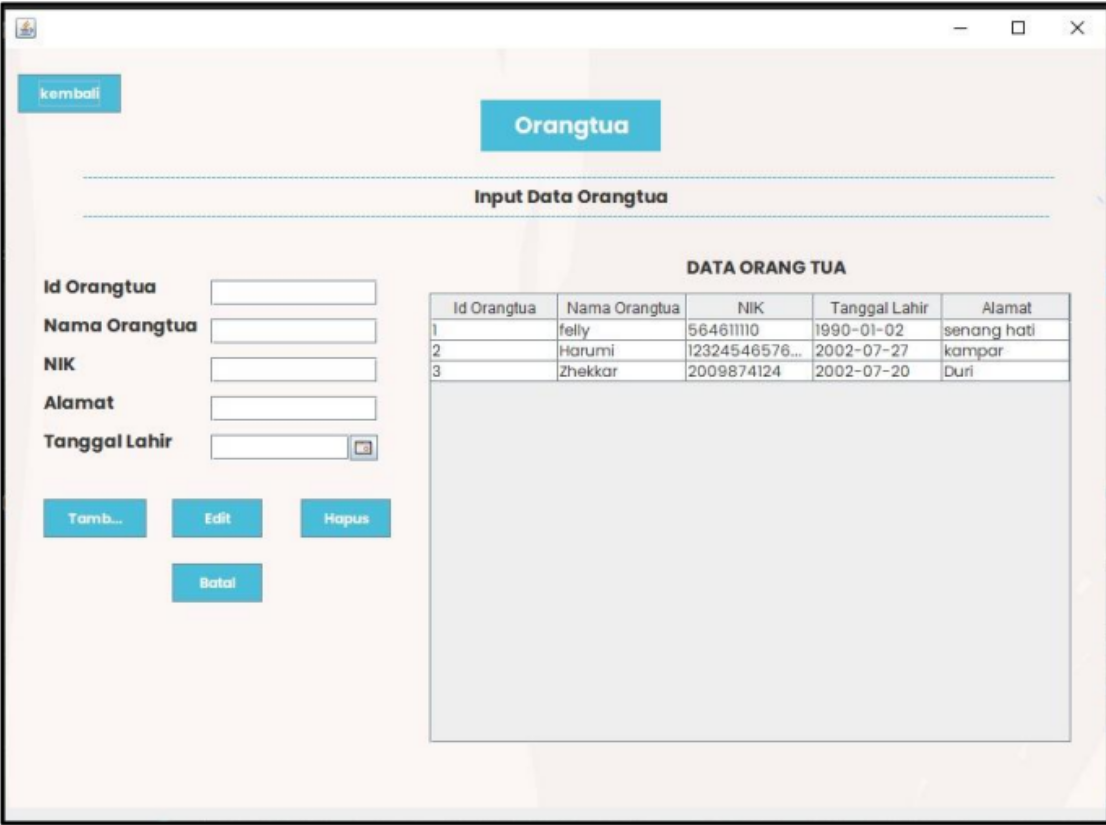 kembali
Orangtua
Input Data Orangtua
DATA ORANG TUA
Id Orangtua
Nama Orangtua
NIK
Alamat
Tanggal Lahir
Tamb...
Edit
Hapus
Batal
Id Orangtua Nama Orangtua NIK Tanggal Lahir Alamat
1 felly 564611110 1990-01-02 senang hati
2 Harumi 12324546576... 2002-07-27 kampar
3 Zhekkar 2009874124 2002-07-20 Duri